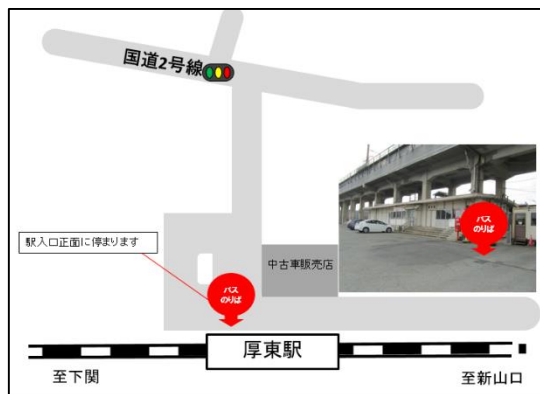 国道2号線
駅入口正面に停まります
バス
のりば
中古車販売店
バス
のりば
厚東駅
至下関
至新山口